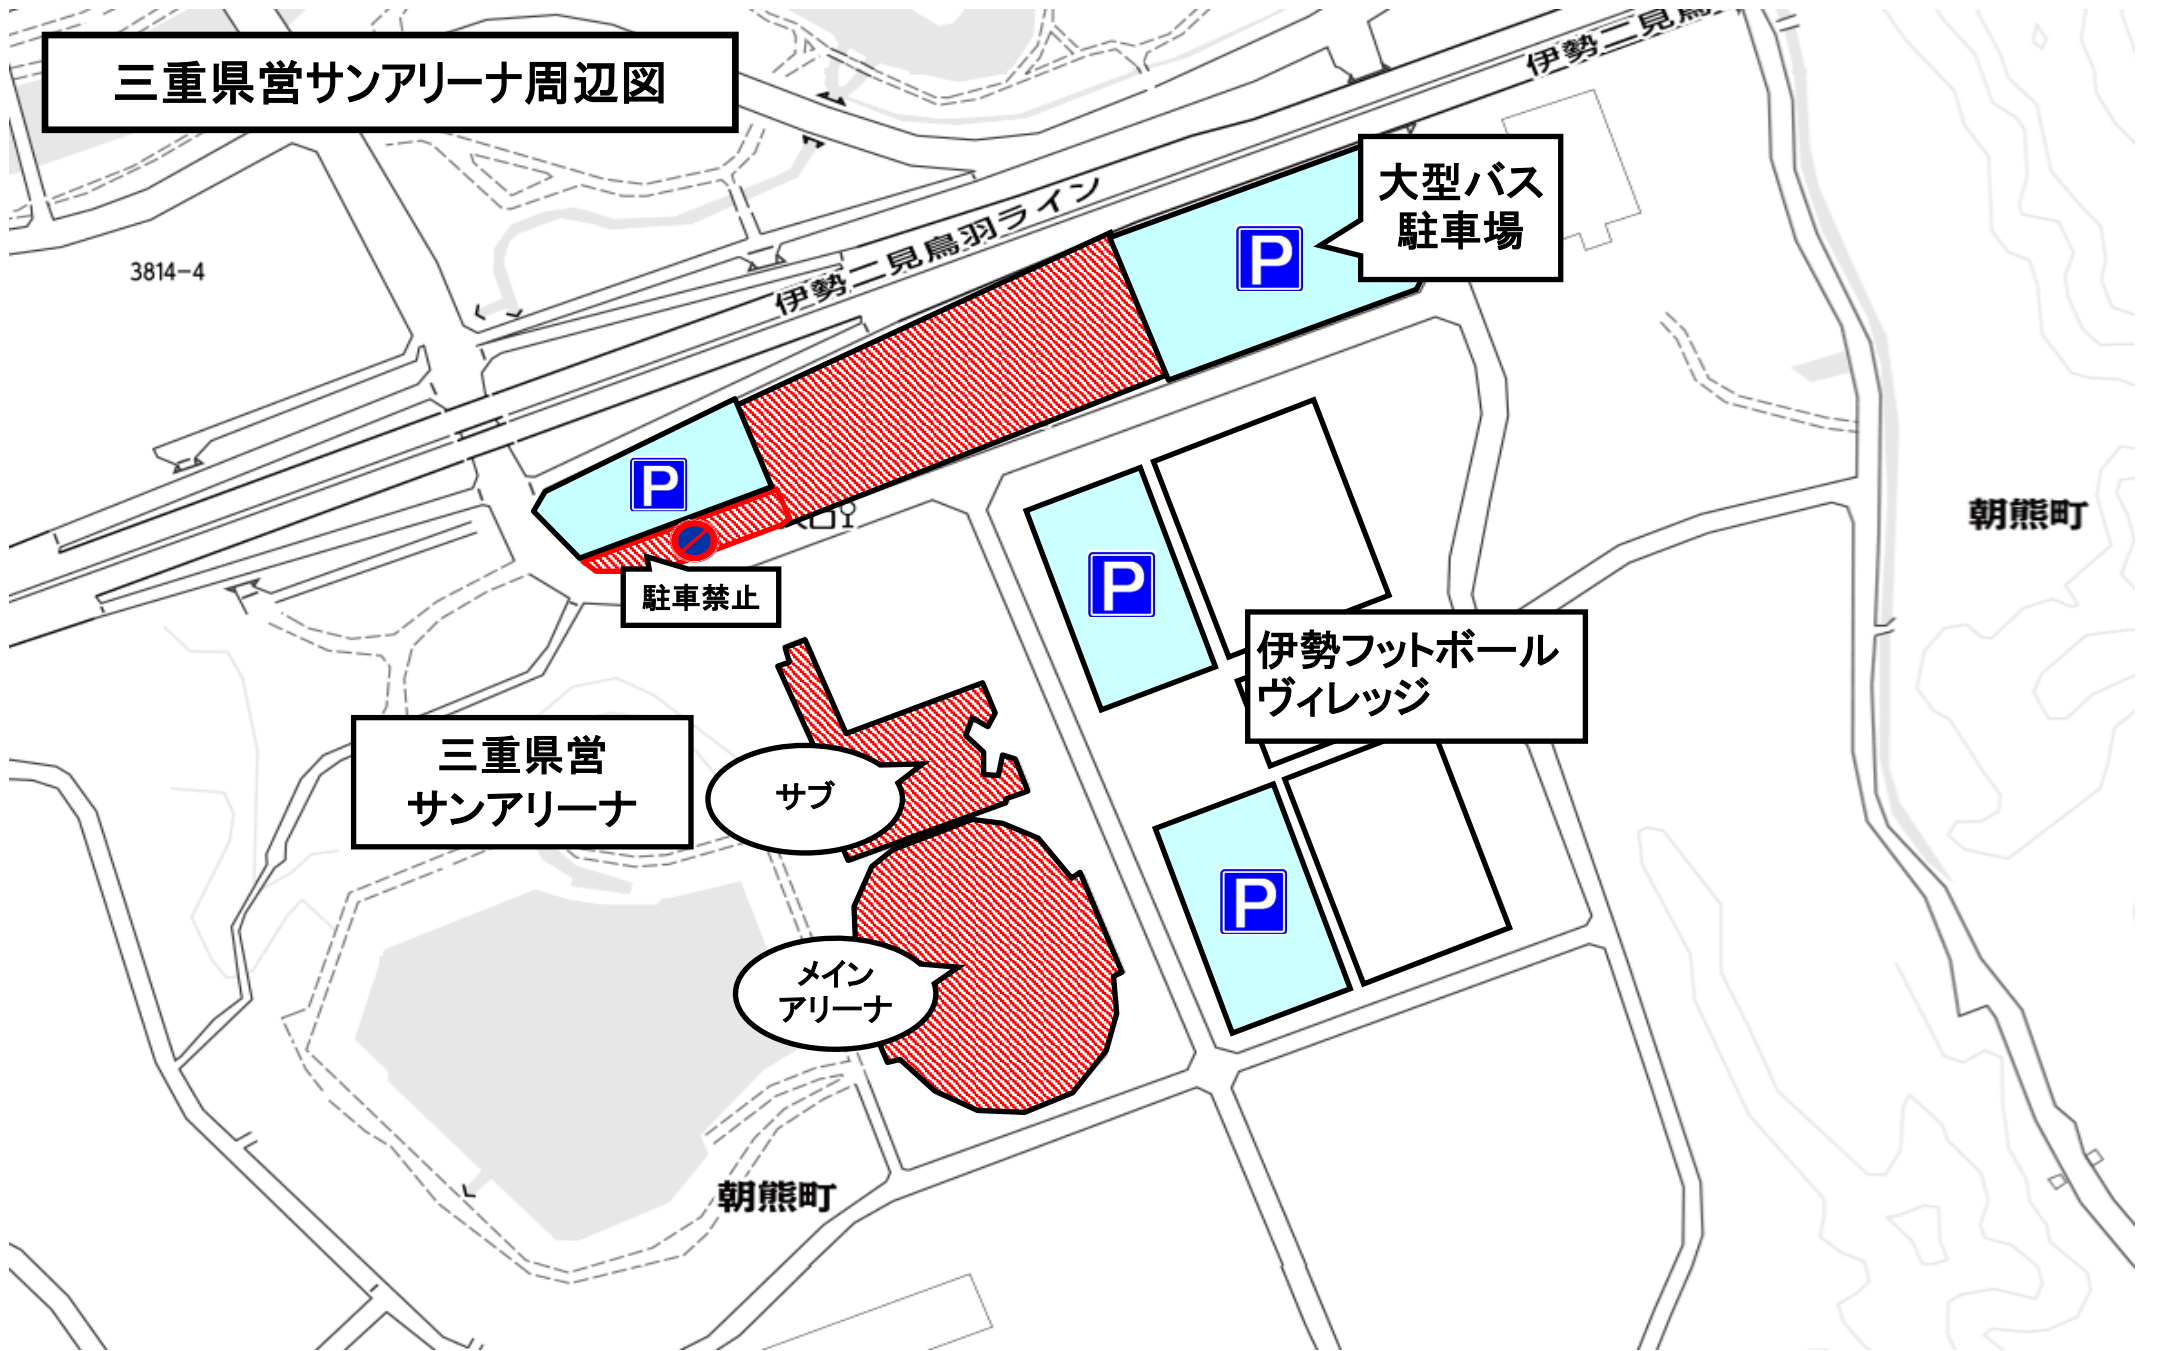 三重県営サンアリーナ周辺図
伊勢二見鳥
大型バス
駐車場
伊勢二見鳥羽ライン
3814-4
P
P
駐車禁止
朝熊町
P
伊勢フットボール
ヴィレッジ
三重県営
サンアリーナ
サブ
P
メイン
アリーナ
朝熊町